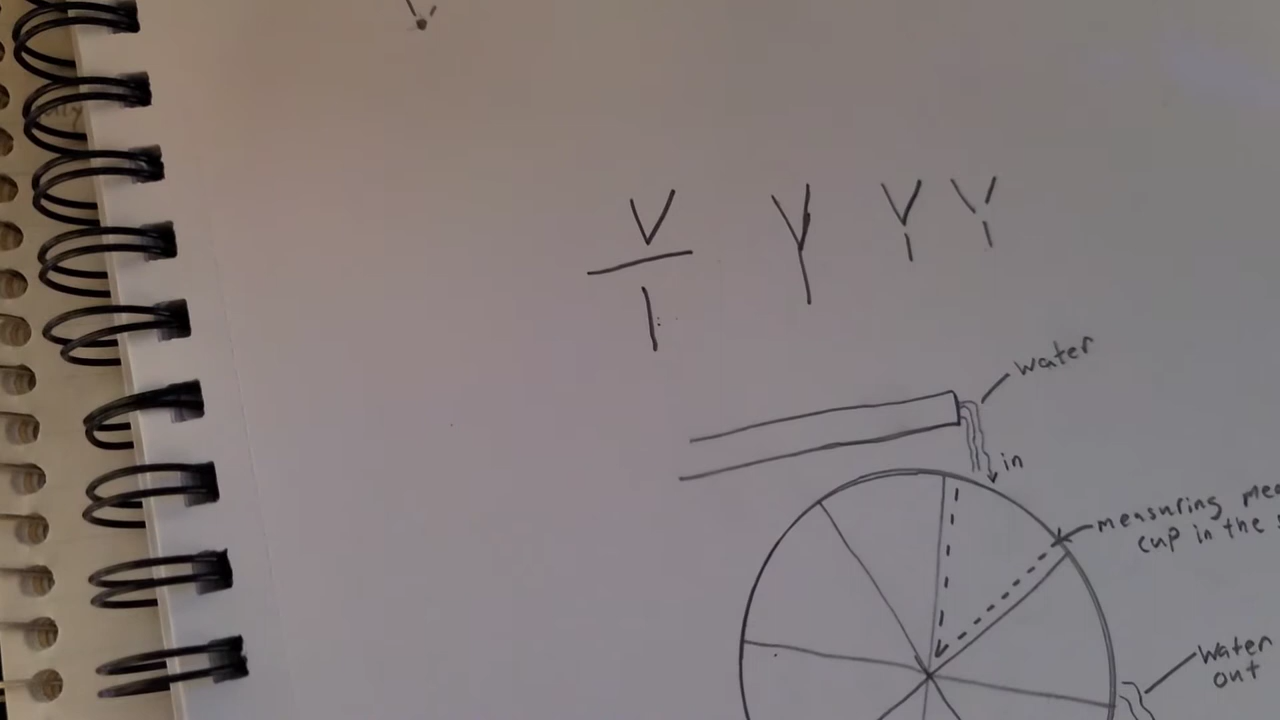 V
I
Y Y Y
water
in
measuring
cup in the
Water
out